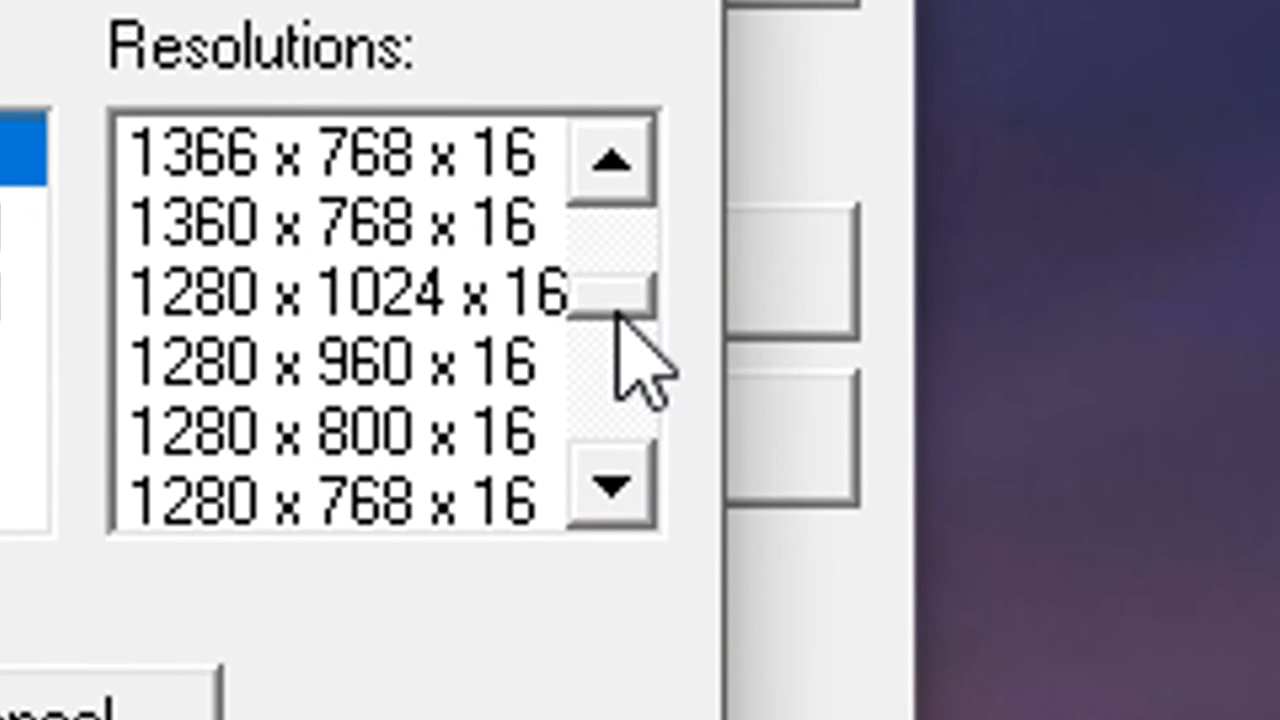 Resolutions:
1366 x 768 x 16
1360 x 768 x 16
1280 x 1024 x 16
1280 x 960 x 16
1280 x 800 x 16
1280 x 768 x 16